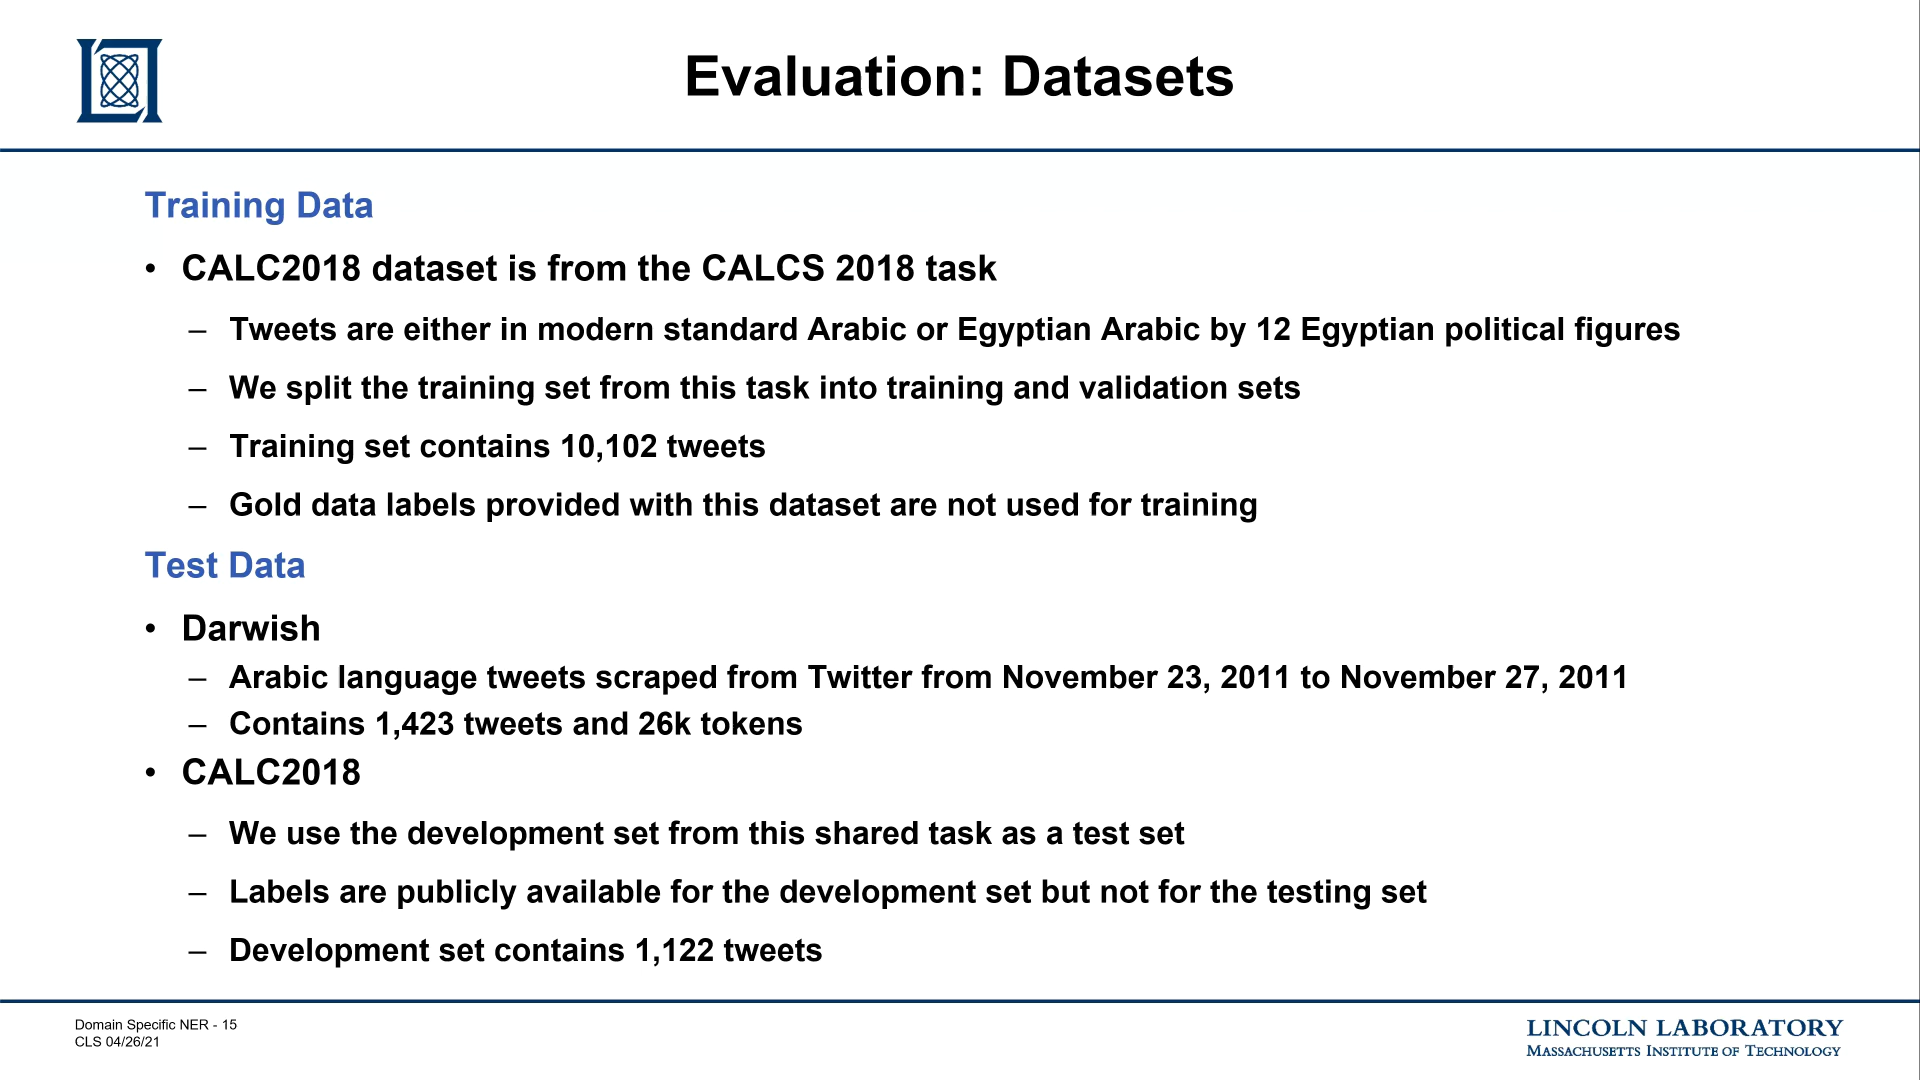 Evaluation: Datasets
Training Data
• CALC2018 dataset is from the CALCS 2018 task
– Tweets are either in modern standard Arabic or Egyptian Arabic by 12 Egyptian political figures
– We split the training set from this task into training and validation sets
– Training set contains 10,102 tweets
– Gold data labels provided with this dataset are not used for training
Test Data
• Darwish
– Arabic language tweets scraped from Twitter from November 23, 2011 to November 27, 2011
– Contains 1,423 tweets and 26k tokens
• CALC2018
– We use the development set from this shared task as a test set
– Labels are publicly available for the development set but not for the testing set
– Development set contains 1,122 tweets
Domain Specific NER - 15
CLS 04/26/21
LINCOLN LABORATORY
MASSACHUSETTS INSTITUTE OF TECHNOLOGY